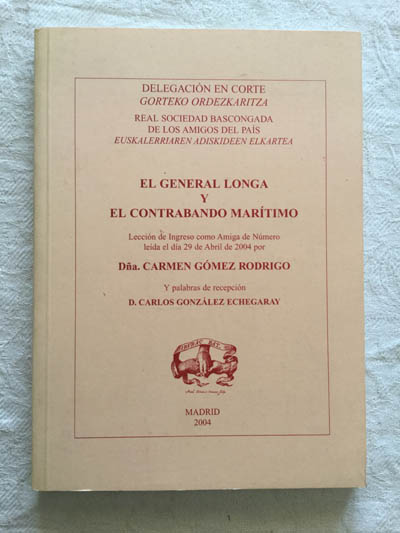 DELEGACIÓN EN CORTE
GORTEKO ORDEZKARITZA
REAL SOCIEDAD BASCONGADA
DE LOS AMIGOS DEL PAÍS
EUSKALERRIAREN ADISKIDEEN ELKARTEA
EL GENERAL LONGA
Y
EL CONTRABANDO MARÍTIMO
Lección de Ingreso como Amiga de Número
leída el día 29 de Abril de 2004 por
Dña. CARMEN GÓMEZ RODRIGO
Y palabras de recepción
D. CARLOS GONZÁLEZ ECHEGARAY
MADRID
2004